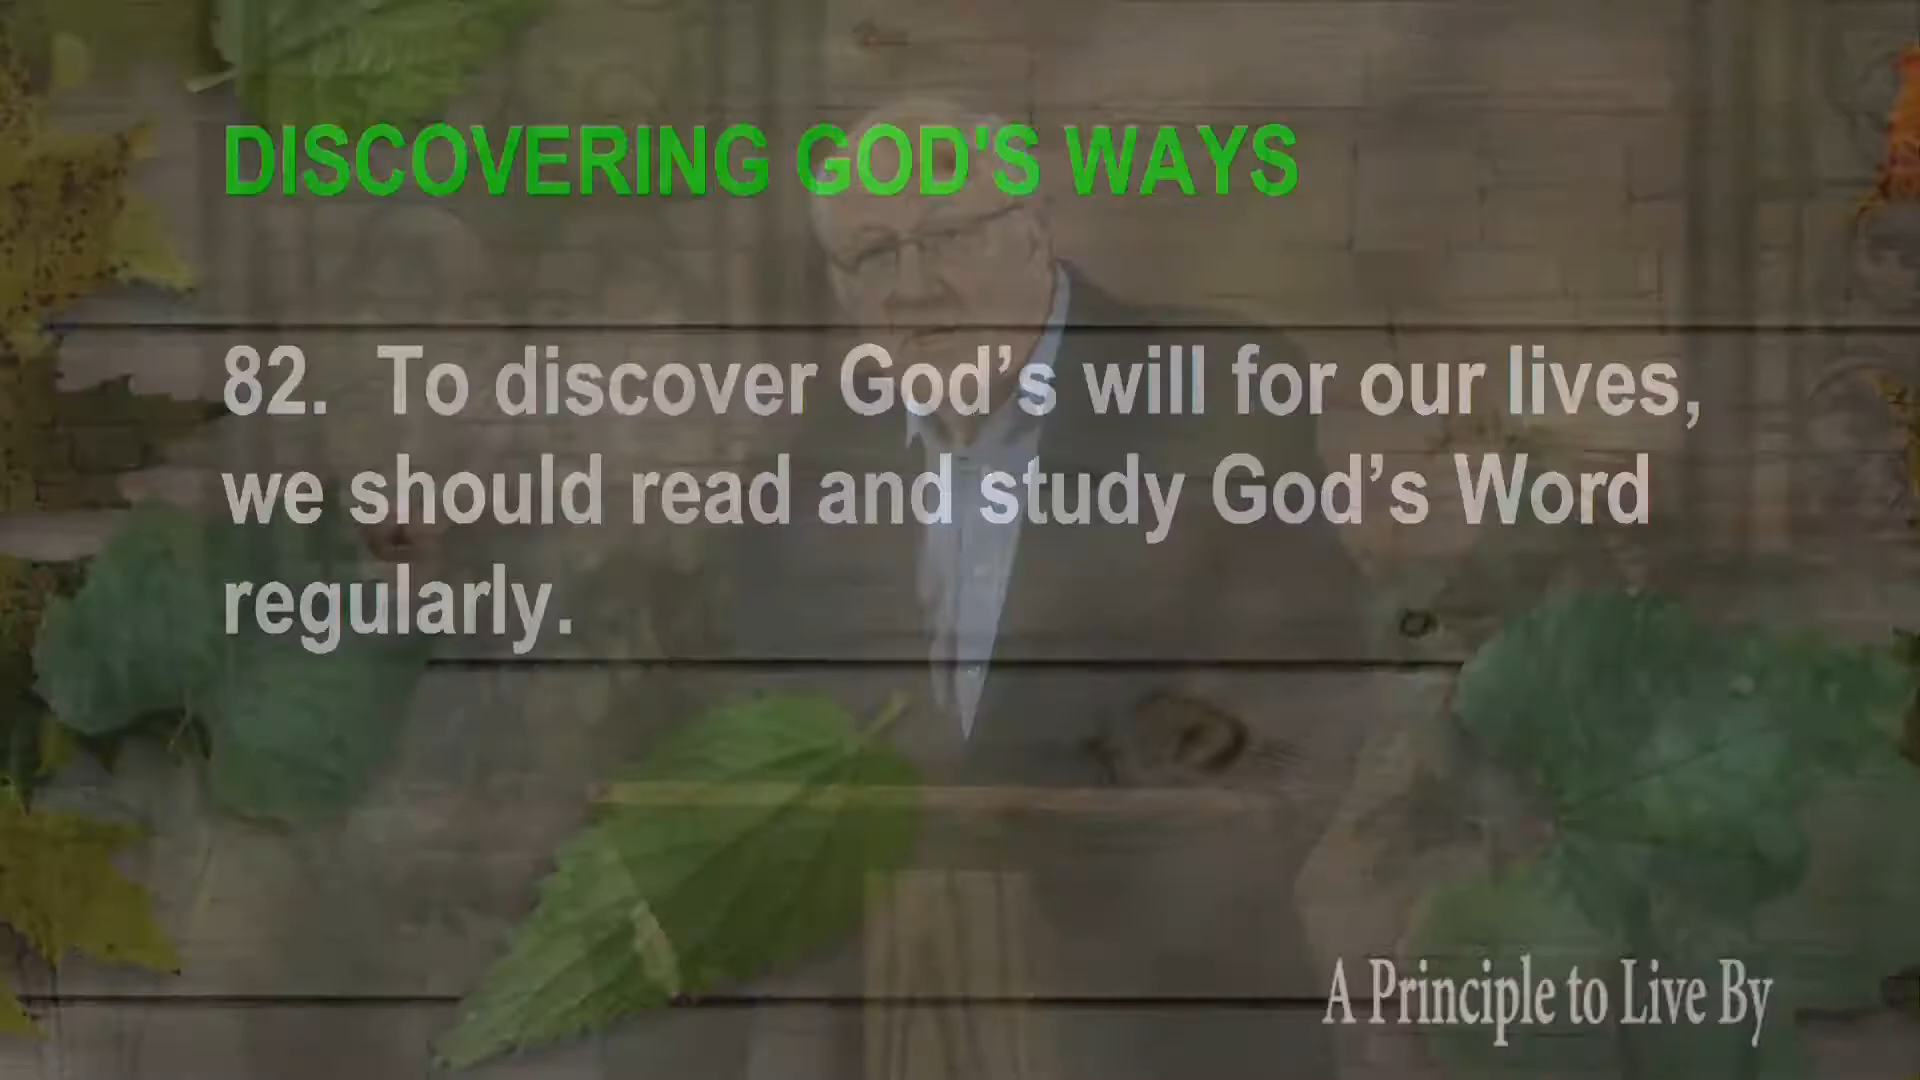 DISCOVERING GOD'S WAYS
82. To discover God’s will for our lives,
we should read and study God’s Word
regularly.
A Principle to Live By